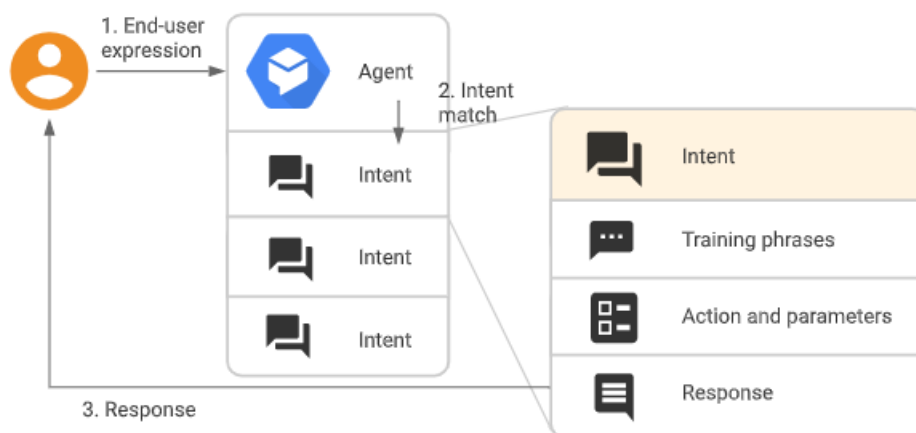 1. End-user
expression
Agent
2. Intent
match
Intent
Intent
Intent
Intent
Training phrases
Action and parameters
Response
3. Response